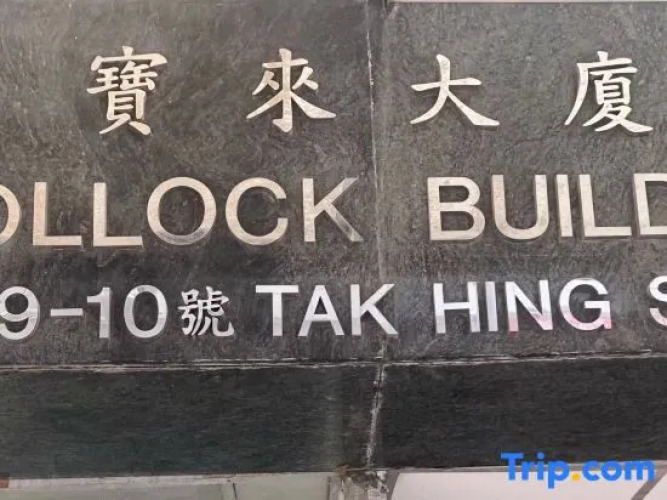 寶來大廈
OLLOCK BUILD
9-10號 TAK HING S
Trip.com